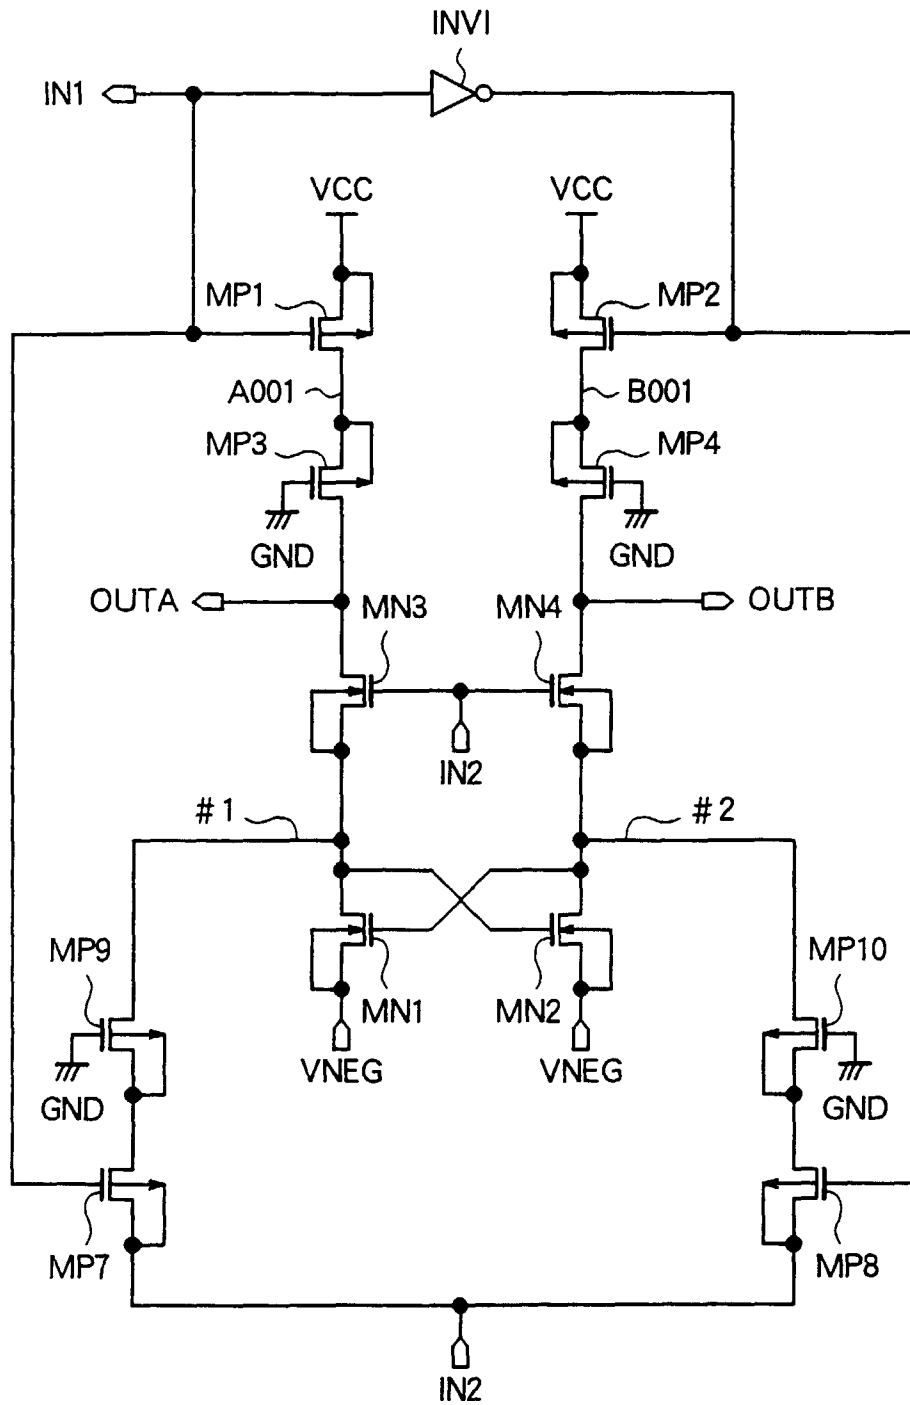 INV1
IN1
VCC
VCC
MP1
MP2
A001
B001
MP3
MP4
GND
GND
OUTA
MN3
MN4
OUTB
IN2
#1
#2
MP9
MN1
MN2
MP10
VNEG
VNEG
GND
GND
MP7
MP8
IN2